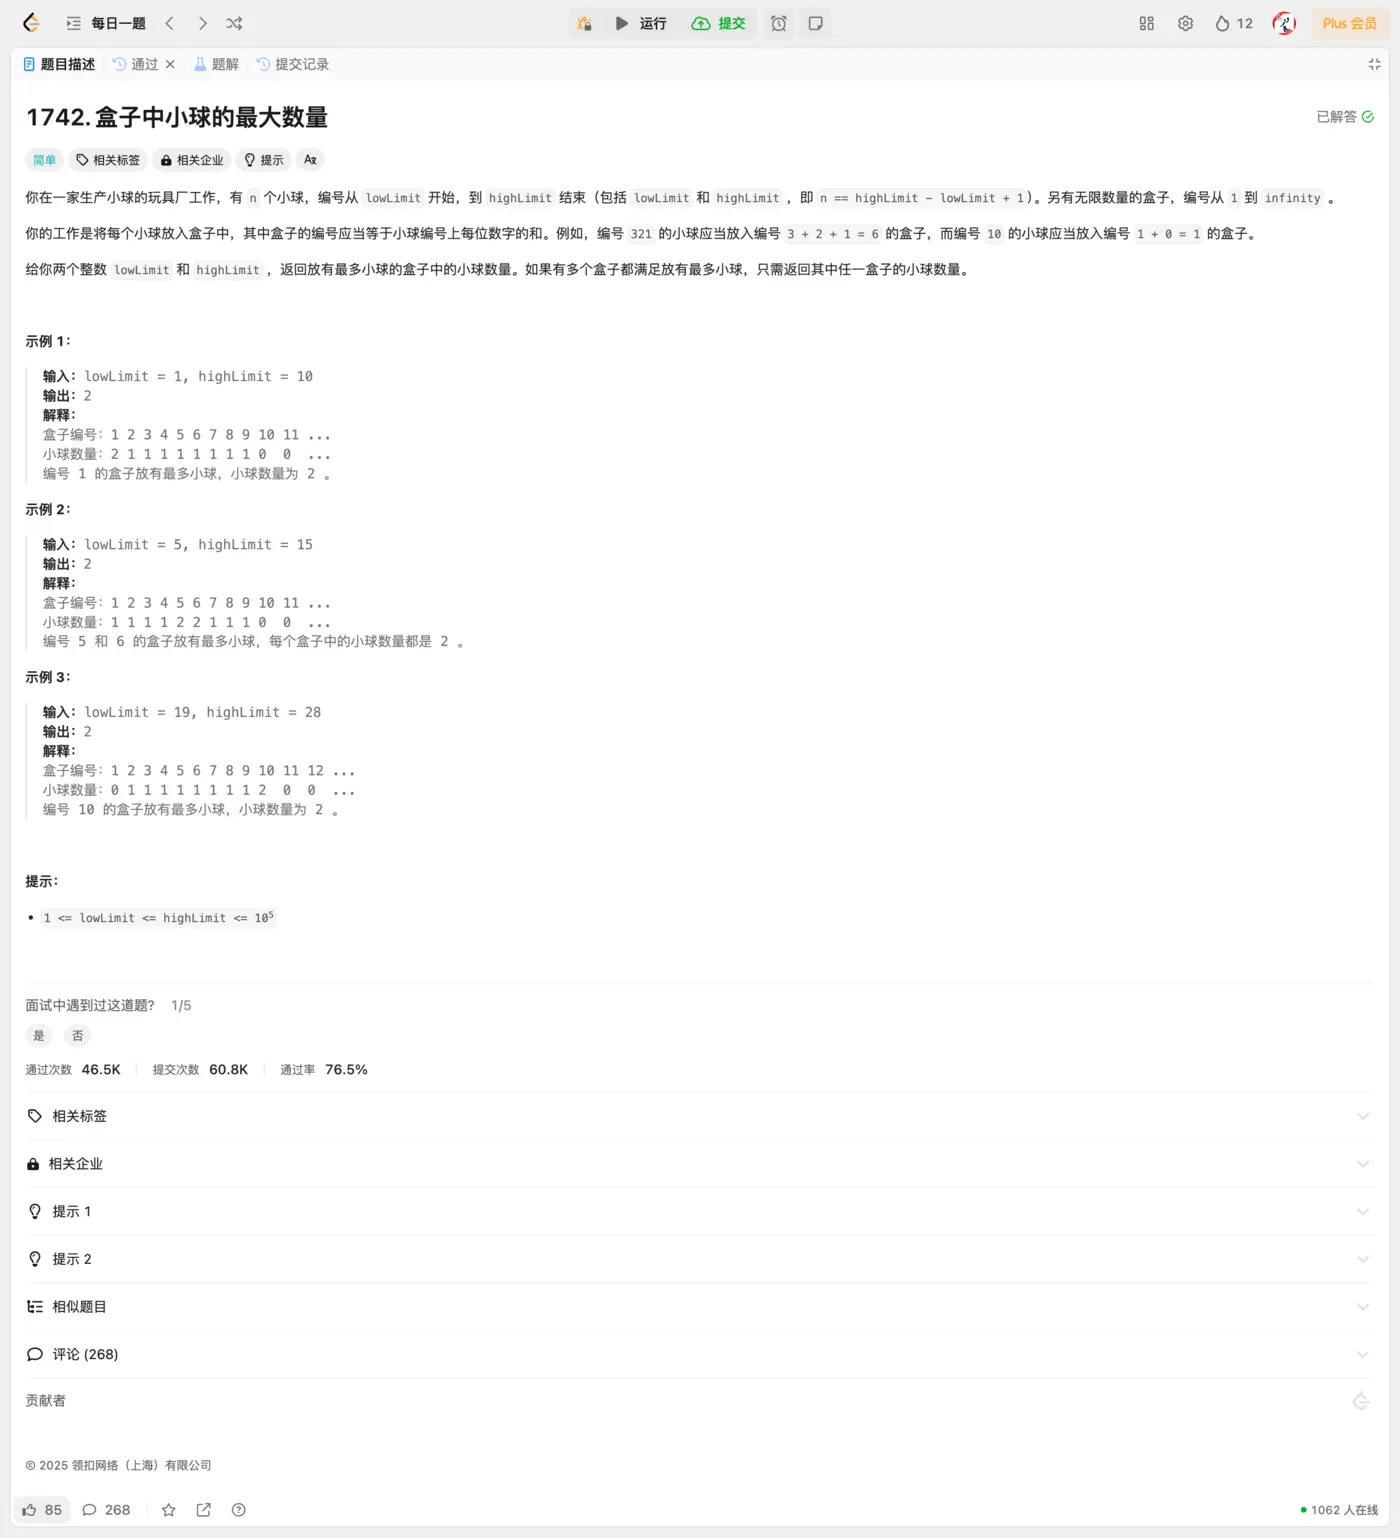 每日一题 运行 提交 12 Plus 会员
题目描述 通过 题解 提交记录
1742. 盒子中小球的最大数量 已解答
简单 相关标签 相关企业 提示 Aあ
你在一家生产小球的玩具厂工作，有 n 个小球，编号从 lowLimit 开始，到 highLimit 结束（包括 lowLimit 和 highLimit ，即 n == highLimit - lowLimit + 1）。另有无限数量的盒子，编号从 1 到 infinity 。
你的工作是将每个小球放入盒子中，其中盒子的编号应当等于小球编号上每位数字的和。例如，编号 321 的小球应当放入编号 3 + 2 + 1 = 6 的盒子，而编号 10 的小球应当放入编号 1 + 0 = 1 的盒子。
给你两个整数 lowLimit 和 highLimit ，返回放有最多小球的盒子中的小球数量。如果有多个盒子都满足放有最多小球，只需返回其中任一盒子的小球数量。
示例 1：
输入：lowLimit = 1, highLimit = 10
输出：2
解释：
盒子编号：1 2 3 4 5 6 7 8 9 10 11 ...
小球数量：2 1 1 1 1 1 1 1 1 0  0  ...
编号 1 的盒子放有最多小球，小球数量为 2 。
示例 2：
输入：lowLimit = 5, highLimit = 15
输出：2
解释：
盒子编号：1 2 3 4 5 6 7 8 9 10 11 ...
小球数量：1 1 1 1 2 2 1 1 1 0  0  ...
编号 5 和 6 的盒子放有最多小球，每个盒子中的小球数量都是 2 。
示例 3：
输入：lowLimit = 19, highLimit = 28
输出：2
解释：
盒子编号：1 2 3 4 5 6 7 8 9 10 11 12 ...
小球数量：0 1 1 1 1 1 1 1 1 2  0  0  ...
编号 10 的盒子放有最多小球，小球数量为 2 。
提示：
• 1 <= lowLimit <= highLimit <= 10⁵
面试中遇到过这道题? 1/5
是 否
通过次数 46.5K 提交次数 60.8K 通过率 76.5%
相关标签
相关企业
提示 1
提示 2
相似题目
评论 (268)
贡献者
© 2025 领扣网络（上海）有限公司
85 268 1062 人在线